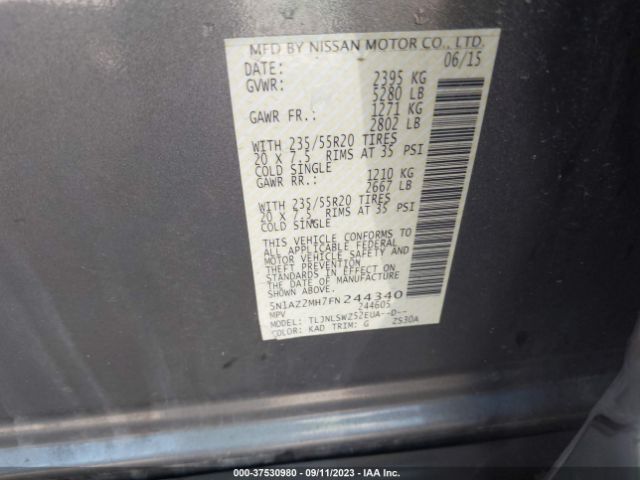 MFD BY NISSAN MOTOR CO., LTD.
DATE: 06/15
GVWR: 2395 KG
5280 LB
GAWR FR.: 1271 KG
2802 LB
WITH 235/55R20 TIRES
20 X 7.5 RIMS AT 35 PSI
COLD SINGLE
GAWR RR.: 1210 KG
2667 LB
WITH 235/55R20 TIRES
20 X 7.5 RIMS AT 35 PSI
COLD SINGLE
THIS VEHICLE CONFORMS TO
ALL APPLICABLE FEDERAL
MOTOR VEHICLE SAFETY AND
THEFT PREVENTION
STANDARDS IN EFFECT ON
THE DATE OF MANUFACTURE
SHOWN ABOVE.
5N1AZ2MH7FN244340
MPV 244605
MODEL: TLJNLSWZ52EUA--D--
COLOR: KAD TRIM: G Z530A
000-37530980 - 09/11/2023 - IAA Inc.